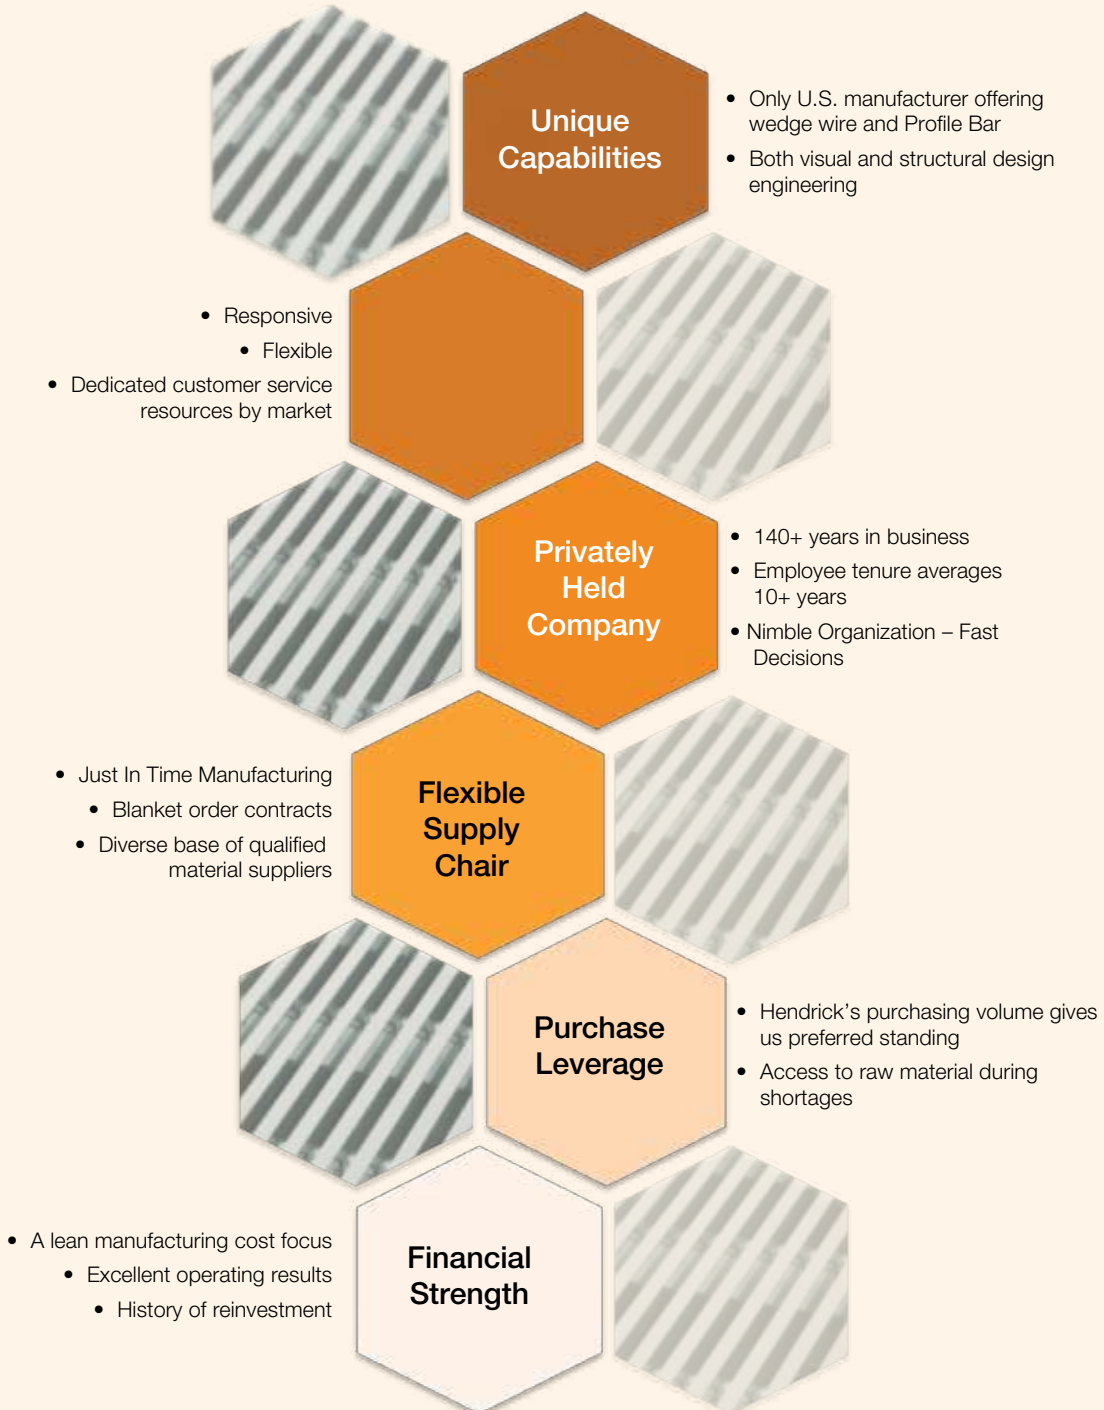 Unique
Capabilities
• Only U.S. manufacturer offering
wedge wire and Profile Bar
• Both visual and structural design
engineering
• Responsive
• Flexible
• Dedicated customer service
resources by market
Privately
Held
Company
• 140+ years in business
• Employee tenure averages
10+ years
• Nimble Organization – Fast
Decisions
• Just In Time Manufacturing
• Blanket order contracts
• Diverse base of qualified
material suppliers
Flexible
Supply
Chair
Purchase
Leverage
• Hendrick's purchasing volume gives
us preferred standing
• Access to raw material during
shortages
• A lean manufacturing cost focus
• Excellent operating results
• History of reinvestment
Financial
Strength